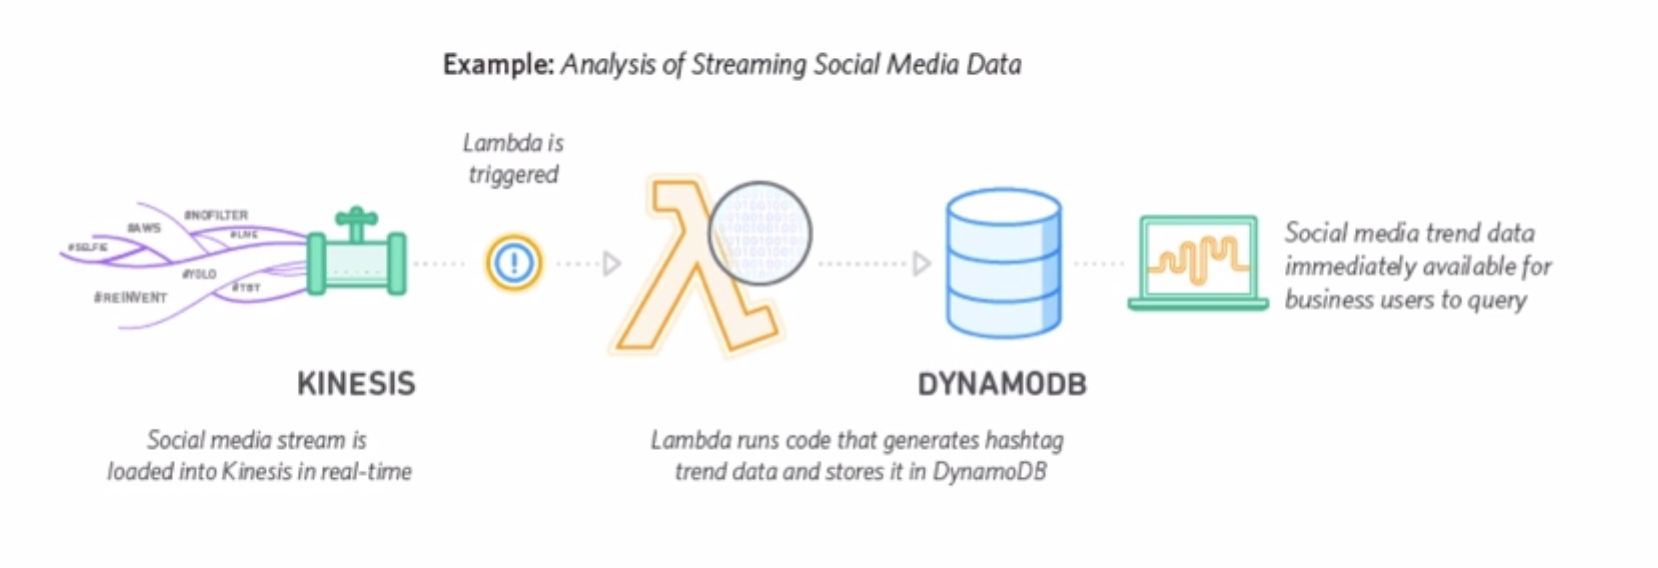 Example: Analysis of Streaming Social Media Data
Lambda is
triggered
#NOFILTER
#AWS
#LIVE
#SELFIE
#YOLO
#TBT
#REINVENT
KINESIS
Social media stream is
loaded into Kinesis in real-time
Lambda runs code that generates hashtag
trend data and stores it in DynamoDB
DYNAMODB
Social media trend data
immediately available for
business users to query